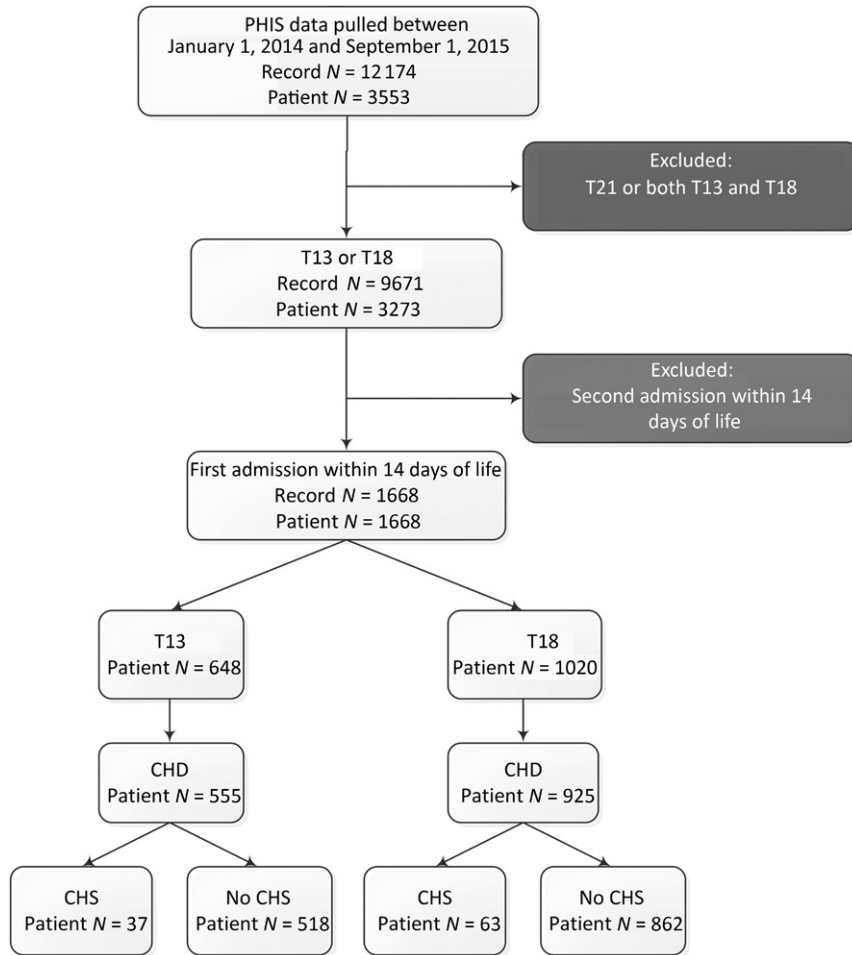 PHIS data pulled between
January 1, 2014 and September 1, 2015
Record N = 12 174
Patient N = 3553
Excluded:
T21 or both T13 and T18
T13 or T18
Record N = 9671
Patient N = 3273
Excluded:
Second admission within 14
days of life
First admission within 14 days of life
Record N = 1668
Patient N = 1668
T13
Patient N = 648
T18
Patient N = 1020
CHD
Patient N = 555
CHD
Patient N = 925
CHS
Patient N = 37
No CHS
Patient N = 518
CHS
Patient N = 63
No CHS
Patient N = 862